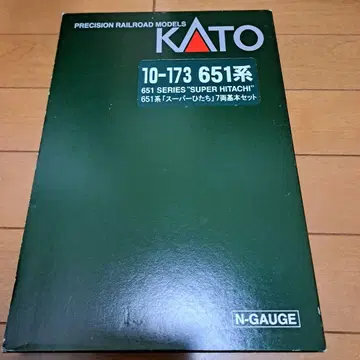 PRECISION RAILROAD MODELS
KATO
10-173 651系
651 SERIES "SUPER HITACHI"
651系「スーパーひたち」7両基本セット
N-GAUGE